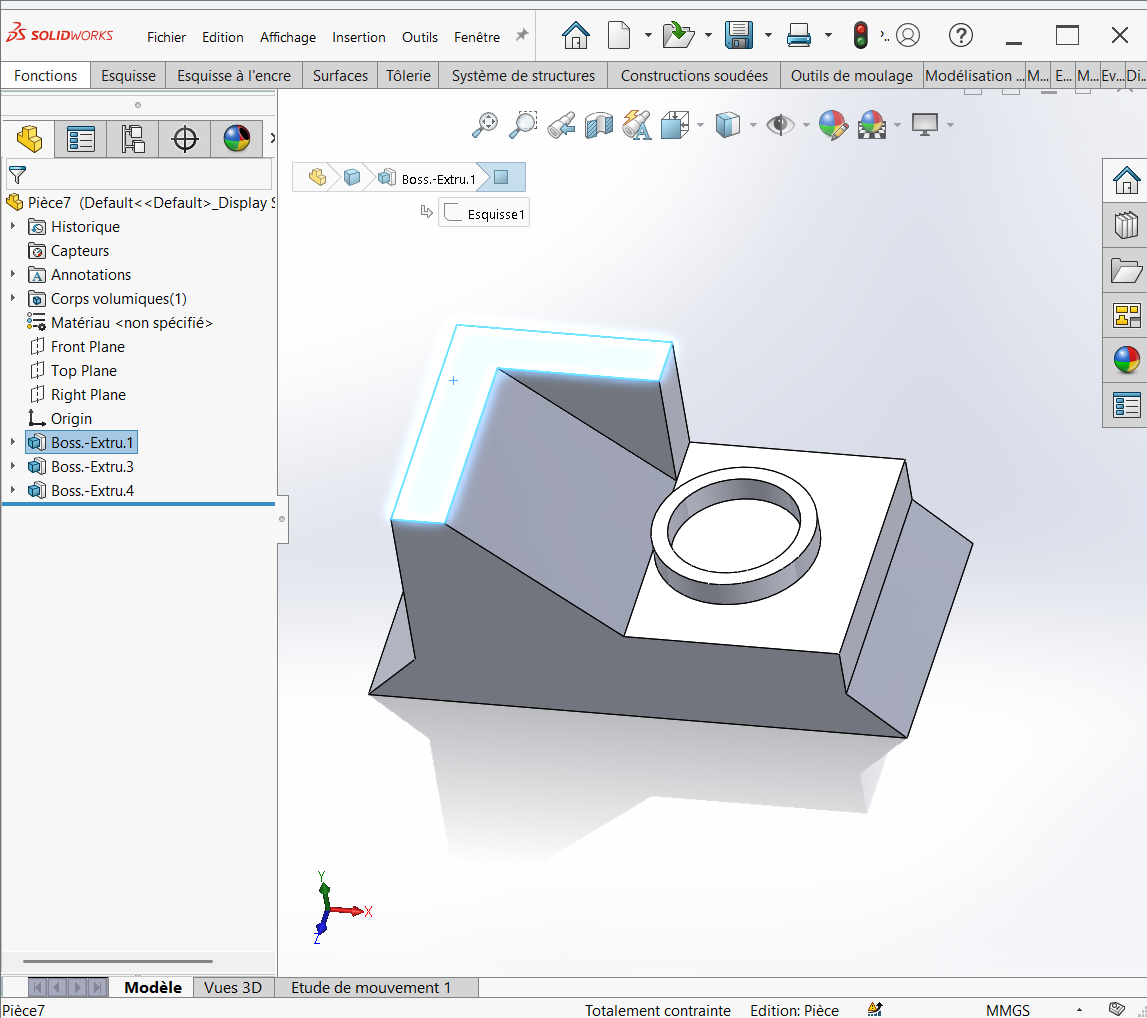 SOLIDWORKS
Fichier Edition Affichage Insertion Outils Fenêtre
Fonctions Esquisse Esquisse à l'encre Surfaces Tôlerie Système de structures Constructions soudées Outils de moulage Modélisation ... M... E... M... Ev... Di...
Boss.-Extru.1
Esquisse1
Pièce7 (Default<<Default>_Display S
Historique
Capteurs
Annotations
Corps volumiques(1)
Matériau <non spécifié>
Front Plane
Top Plane
Right Plane
Origin
Boss.-Extru.1
Boss.-Extru.3
Boss.-Extru.4
Y
X
Z
Modèle Vues 3D Etude de mouvement 1
Pièce7 Totalement contrainte Edition: Pièce MMGS